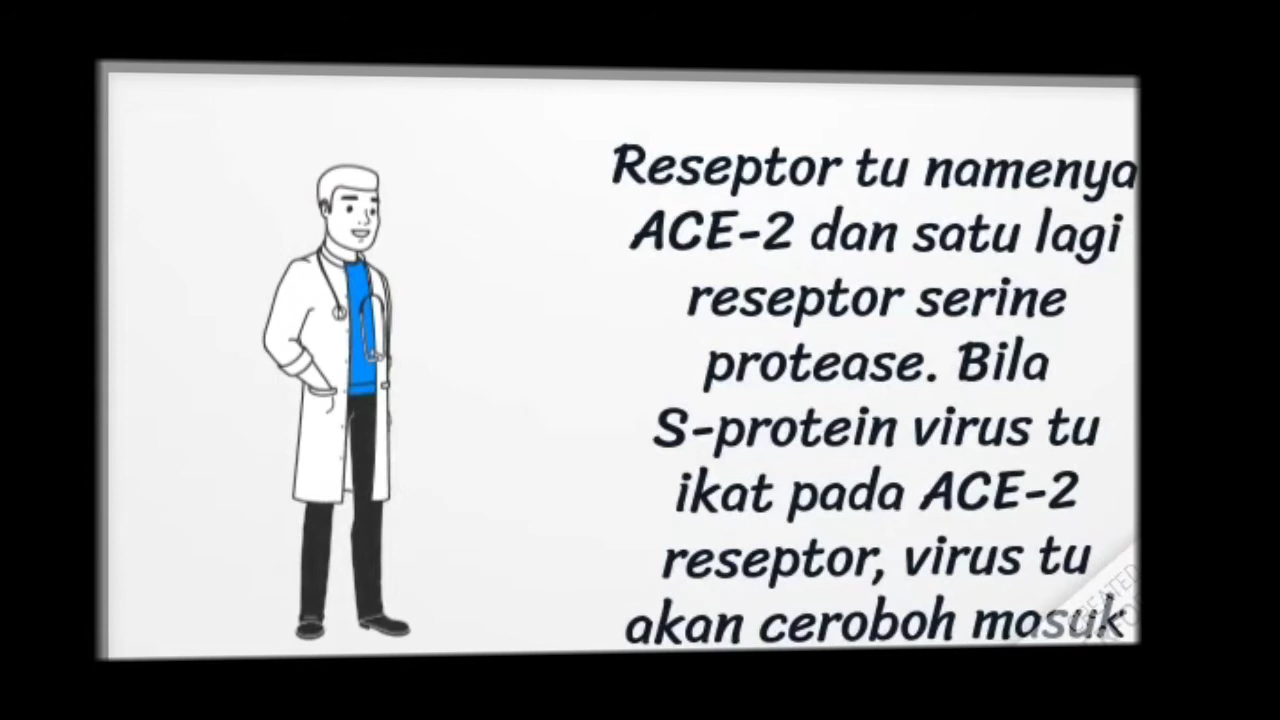 Reseptor tu namenya
ACE-2 dan satu lagi
reseptor serine
protease. Bila
S-protein virus tu
ikat pada ACE-2
reseptor, virus tu
akan ceroboh masuk
CREATED